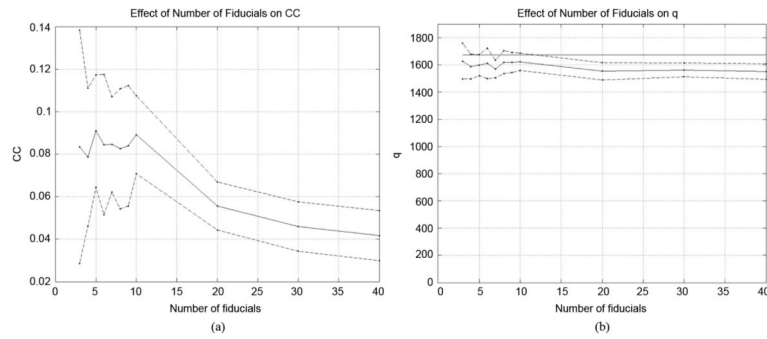 Effect of Number of Fiducials on CC
0.14
0.12
0.1
0.08
0.06
0.04
0.02
CC
0 5 10 15 20 25 30 35 40
Number of fiducials
(a)
Effect of Number of Fiducials on q
1800
1600
1400
1200
1000
800
600
400
200
0
q
0 5 10 15 20 25 30 35 40
Number of fiducials
(b)